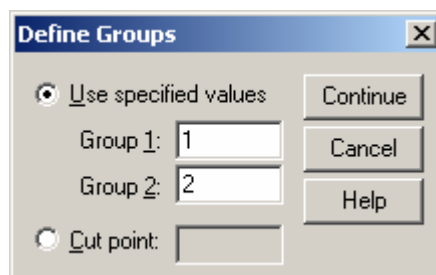 Define Groups
Use specified values
Group 1: 1
Group 2: 2
Cut point:
Continue
Cancel
Help